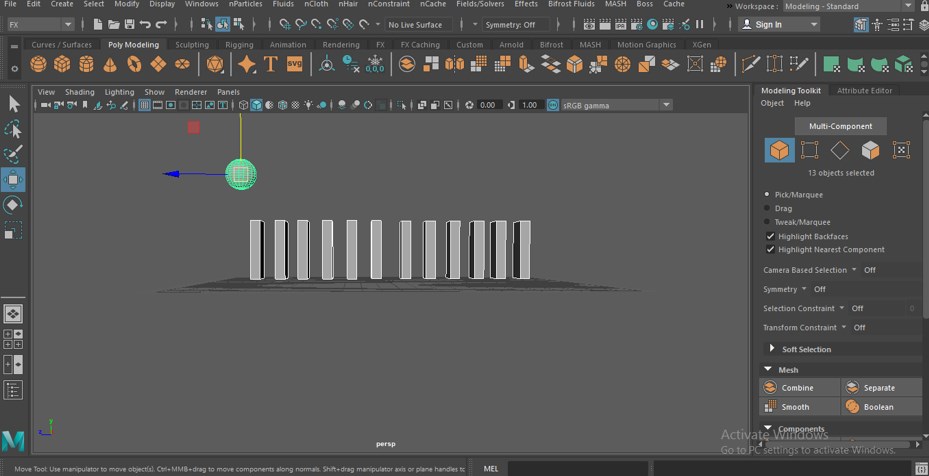 File Edit Create Select Modify Display Windows nParticles Fluids nCloth nHair nConstraint nCache Fields/Solvers Effects Bifrost Fluids MASH Boss Cache » Workspace : Modeling - Standard
FX No Live Surface Symmetry: Off Sign In
Curves / Surfaces Poly Modeling Sculpting Rigging Animation Rendering FX FX Caching Custom Arnold Bifrost MASH Motion Graphics XGen
T SVG 0,0,0
View Shading Lighting Show Renderer Panels
0.00 1.00 sRGB gamma
persp
Modeling Toolkit Attribute Editor
Object Help
Multi-Component
13 objects selected
Pick/Marquee
Drag
Tweak/Marquee
Highlight Backfaces
Highlight Nearest Component
Camera Based Selection Off
Symmetry Off
Selection Constraint Off
Transform Constraint Off
Soft Selection
Mesh
Combine Separate
Smooth Boolean
Components
Activate Windows
Go to PC settings to activate Windows.
Move Tool: Use manipulator to move object(s). Ctrl+MMB+drag to move components along normals. Shift+drag manipulator axis or plane handles to MEL